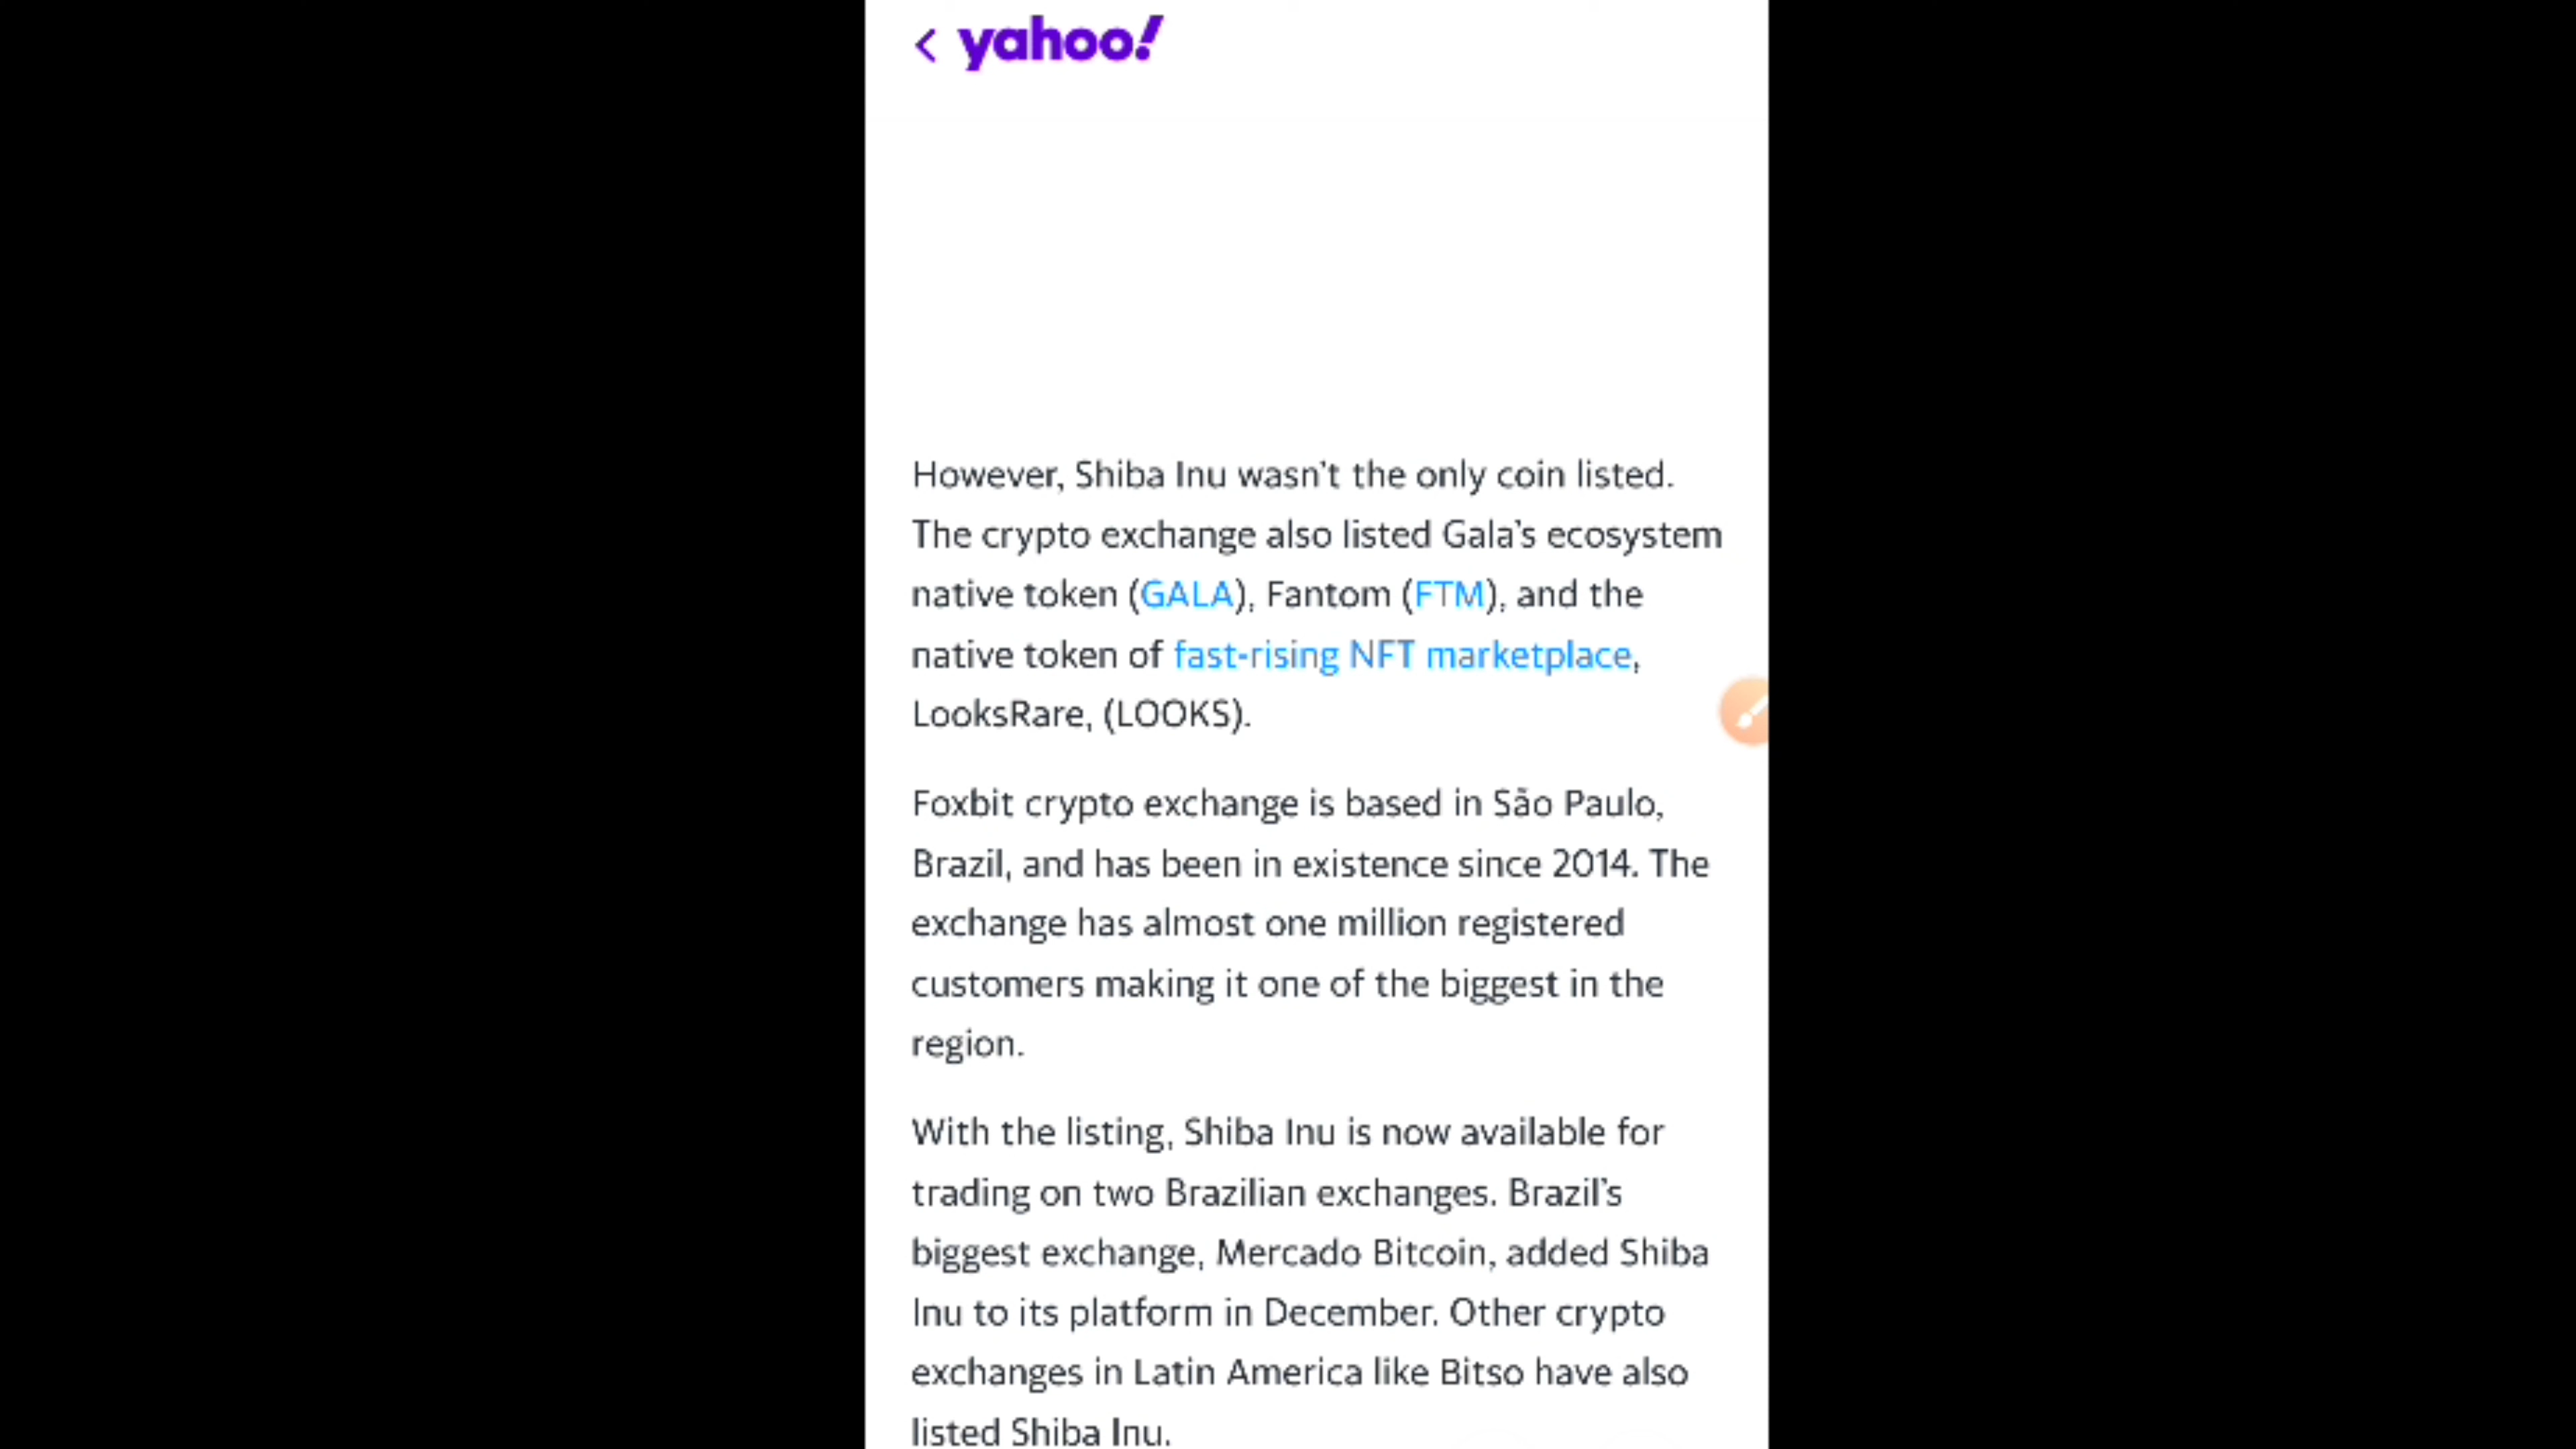 yahoo!
However, Shiba Inu wasn't the only coin listed.
The crypto exchange also listed Gala's ecosystem
native token (GALA), Fantom (FTM), and the
native token of fast-rising NFT marketplace,
LooksRare, (LOOKS).
Foxbit crypto exchange is based in São Paulo,
Brazil, and has been in existence since 2014. The
exchange has almost one million registered
customers making it one of the biggest in the
region.
With the listing, Shiba Inu is now available for
trading on two Brazilian exchanges. Brazil's
biggest exchange, Mercado Bitcoin, added Shiba
Inu to its platform in December. Other crypto
exchanges in Latin America like Bitso have also
listed Shiba Inu.